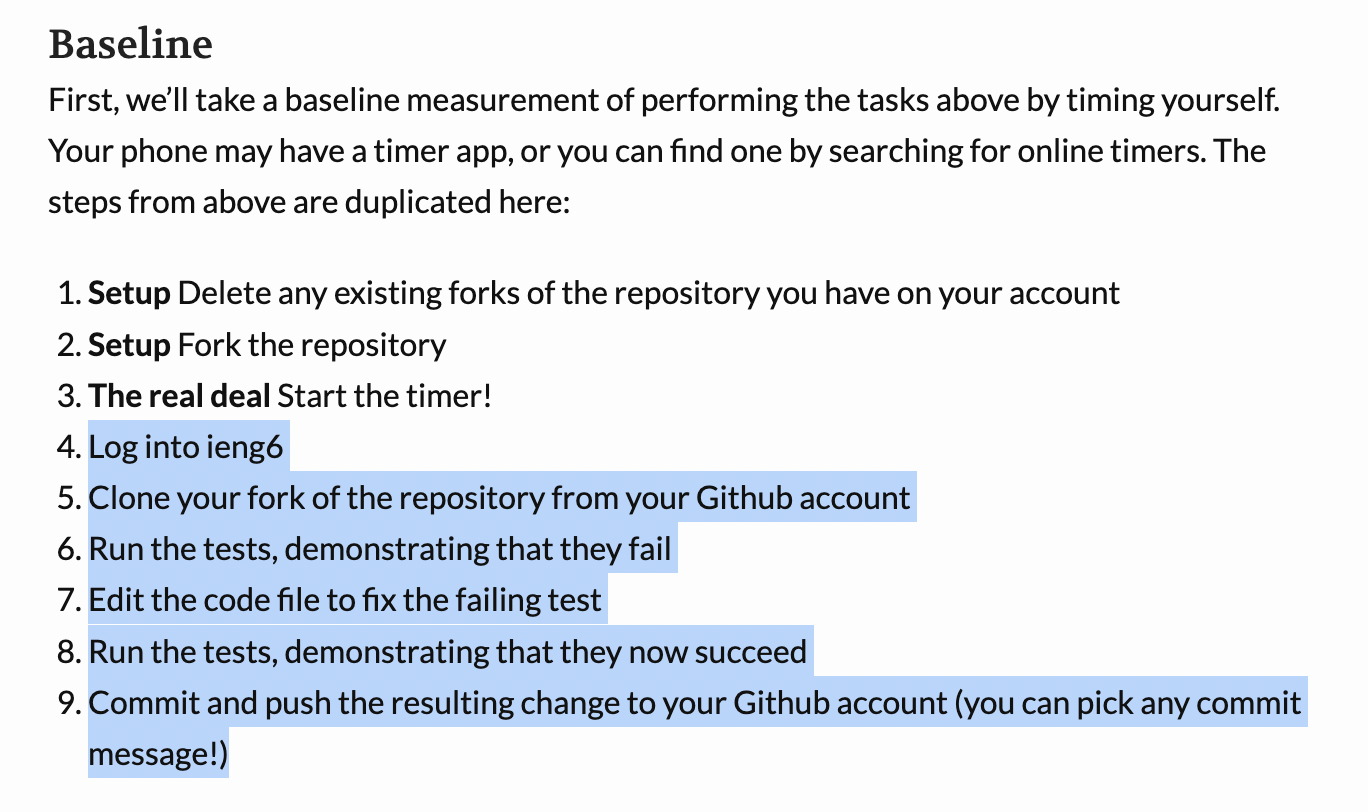 Baseline
First, we’ll take a baseline measurement of performing the tasks above by timing yourself.
Your phone may have a timer app, or you can find one by searching for online timers. The
steps from above are duplicated here:
1. Setup Delete any existing forks of the repository you have on your account
2. Setup Fork the repository
3. The real deal Start the timer!
4. Log into ieng6
5. Clone your fork of the repository from your Github account
6. Run the tests, demonstrating that they fail
7. Edit the code file to fix the failing test
8. Run the tests, demonstrating that they now succeed
9. Commit and push the resulting change to your Github account (you can pick any commit
message!)